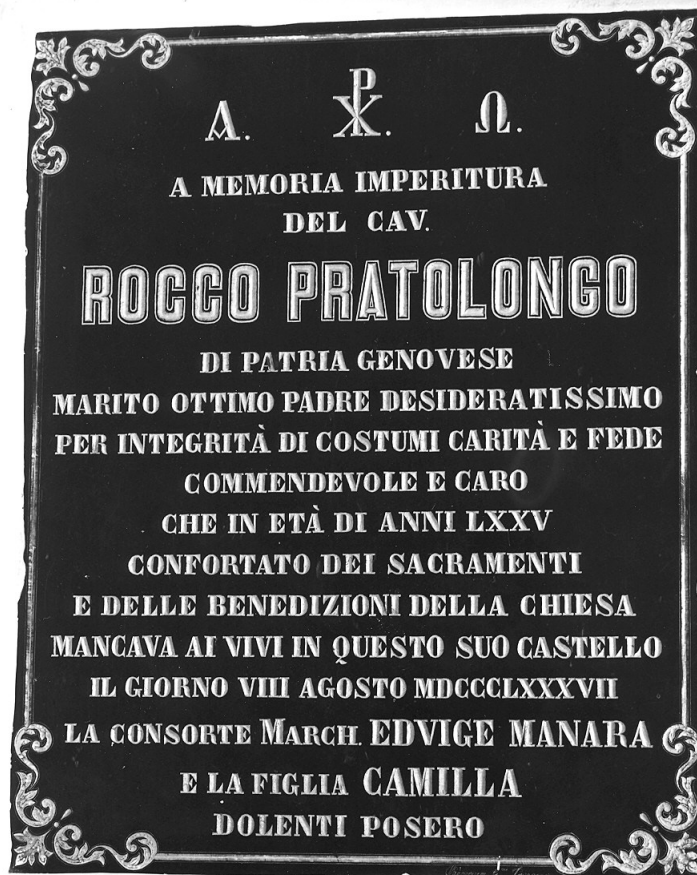 Α. ☧. Ω.
A MEMORIA IMPERITURA
DEL CAV.
ROCCO PRATOLONGO
DI PATRIA GENOVESE
MARITO OTTIMO PADRE DESIDERATISSIMO
PER INTEGRITÀ DI COSTUMI CARITÀ E FEDE
COMMENDEVOLE E CARO
CHE IN ETÀ DI ANNI LXXV
CONFORTATO DEI SACRAMENTI
E DELLE BENEDIZIONI DELLA CHIESA
MANCAVA AI VIVI IN QUESTO SUO CASTELLO
IL GIORNO VIII AGOSTO MDCCCLXXXVII
LA CONSORTE MARCH. EDVIGE MANARA
E LA FIGLIA CAMILLA
DOLENTI POSERO